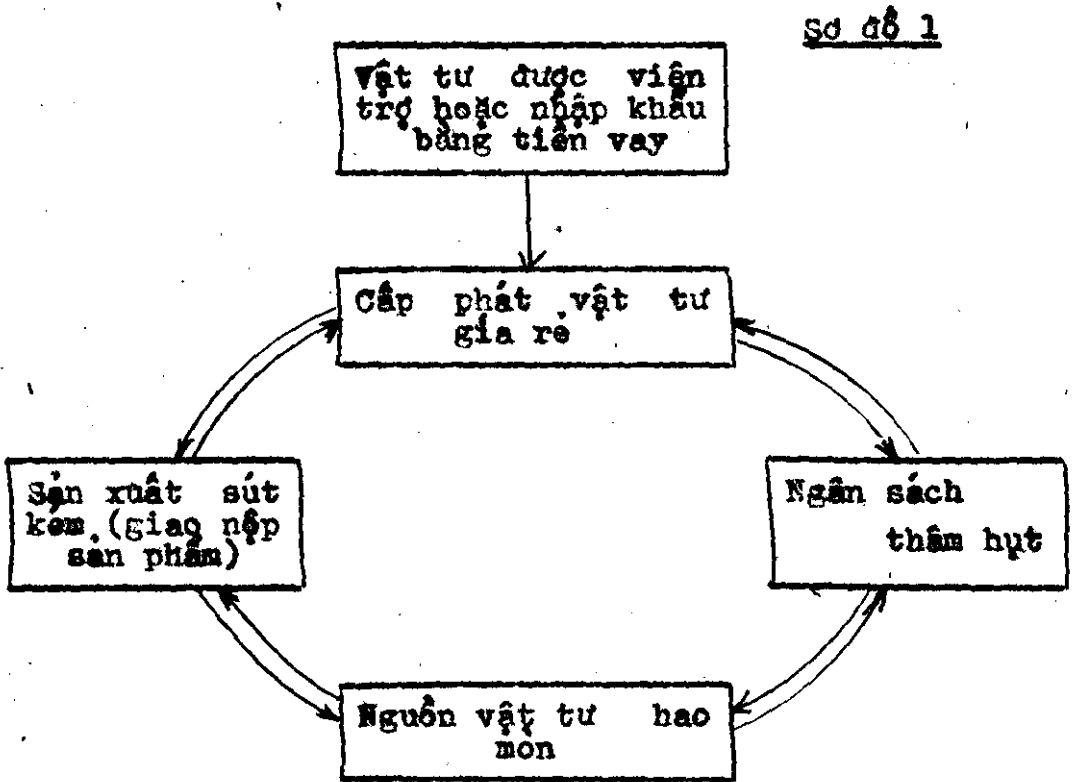 Sơ đồ 1
Vật tư được viện
trợ hoặc nhập khẩu
bằng tiền vay
Cấp phát vật tư
giá rẻ
Sản xuất sút
kém (giao nộp
sản phẩm)
Ngân sách
thâm hụt
Nguồn vật tư hao
mòn